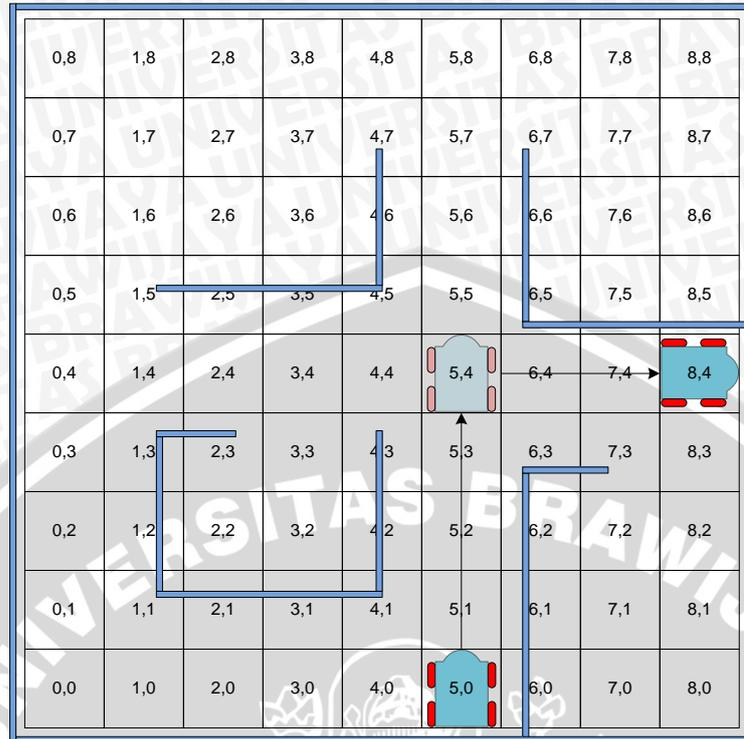 0,8 1,8 2,8 3,8 4,8 5,8 6,8 7,8 8,8
0,7 1,7 2,7 3,7 4,7 5,7 6,7 7,7 8,7
0,6 1,6 2,6 3,6 4,6 5,6 6,6 7,6 8,6
0,5 1,5 2,5 3,5 4,5 5,5 6,5 7,5 8,5
0,4 1,4 2,4 3,4 4,4 5,4 6,4 7,4 8,4
0,3 1,3 2,3 3,3 4,3 5,3 6,3 7,3 8,3
0,2 1,2 2,2 3,2 4,2 5,2 6,2 7,2 8,2
0,1 1,1 2,1 3,1 4,1 5,1 6,1 7,1 8,1
0,0 1,0 2,0 3,0 4,0 5,0 6,0 7,0 8,0
UNIVERSITAS BRAWIJ